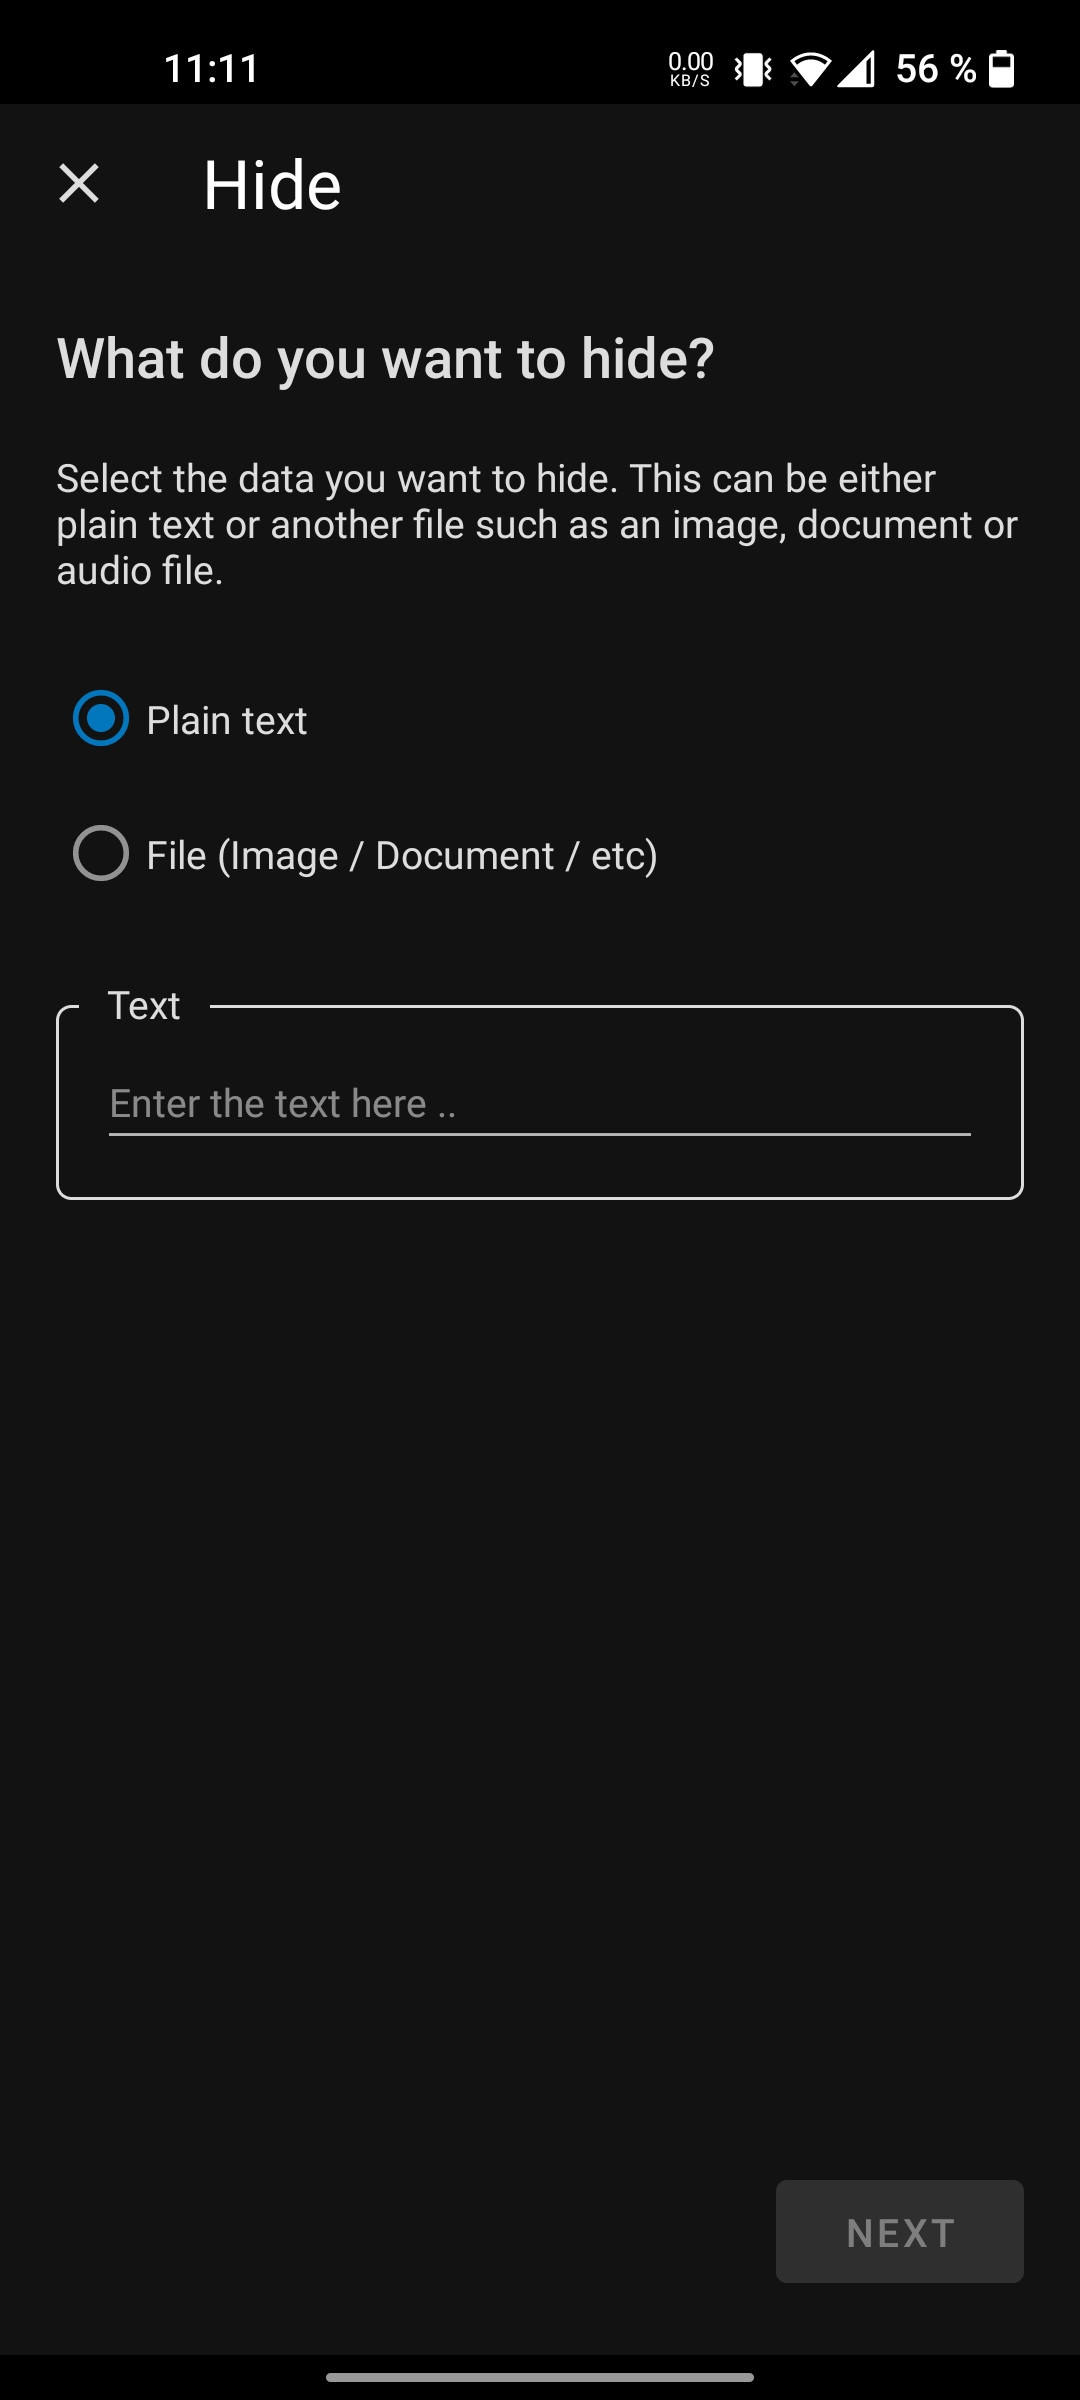 11:11
0.00
KB/S
56 %
Hide
What do you want to hide?
Select the data you want to hide. This can be either
plain text or another file such as an image, document or
audio file.
Plain text
File (Image / Document / etc)
Text
Enter the text here ..
NEXT